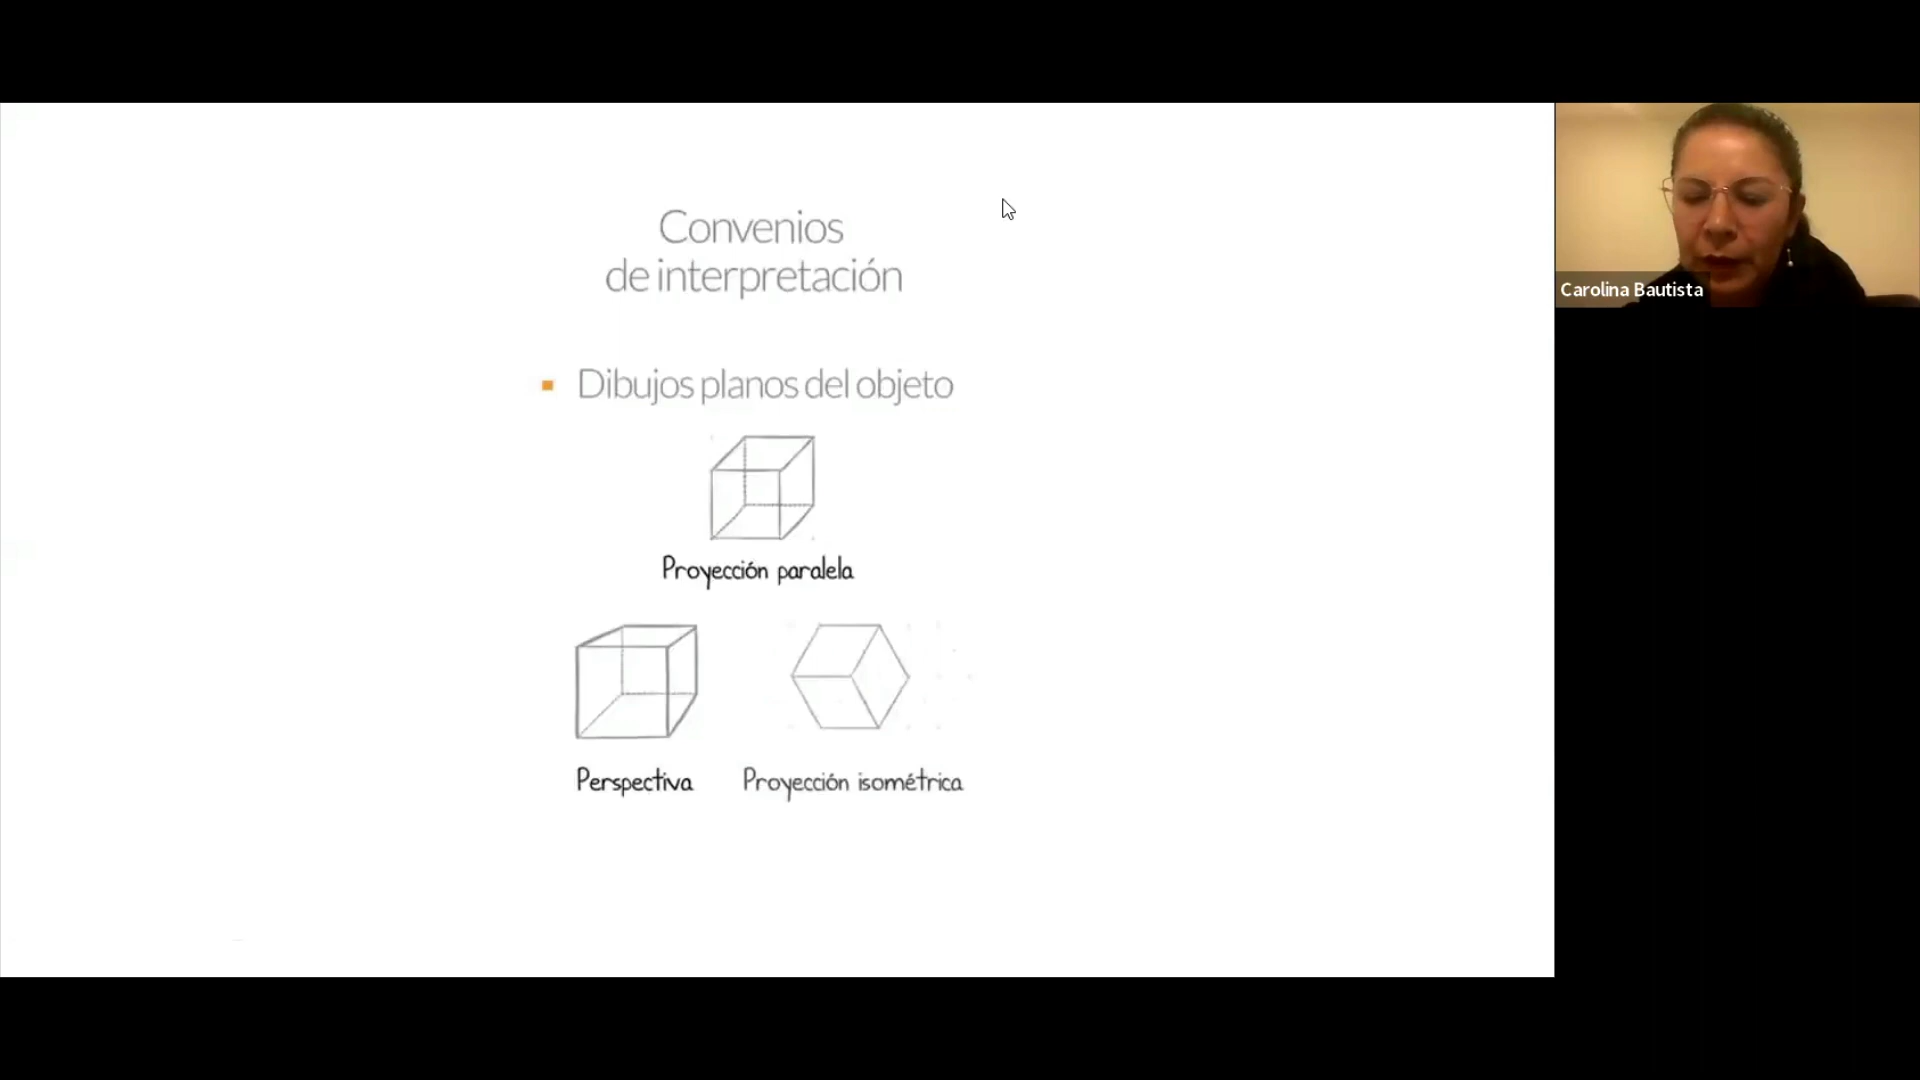 Convenios
de interpretación
Dibujos planos del objeto
Proyección paralela
Perspectiva
Proyección isométrica
Carolina Bautista